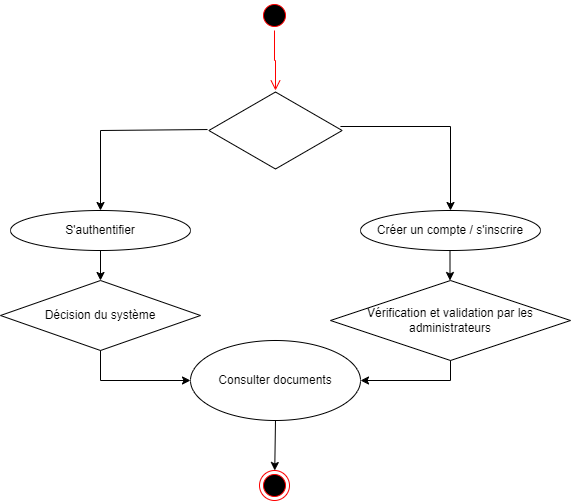 S'authentifier
Créer un compte / s'inscrire
Décision du système
Vérification et validation par les
administrateurs
Consulter documents